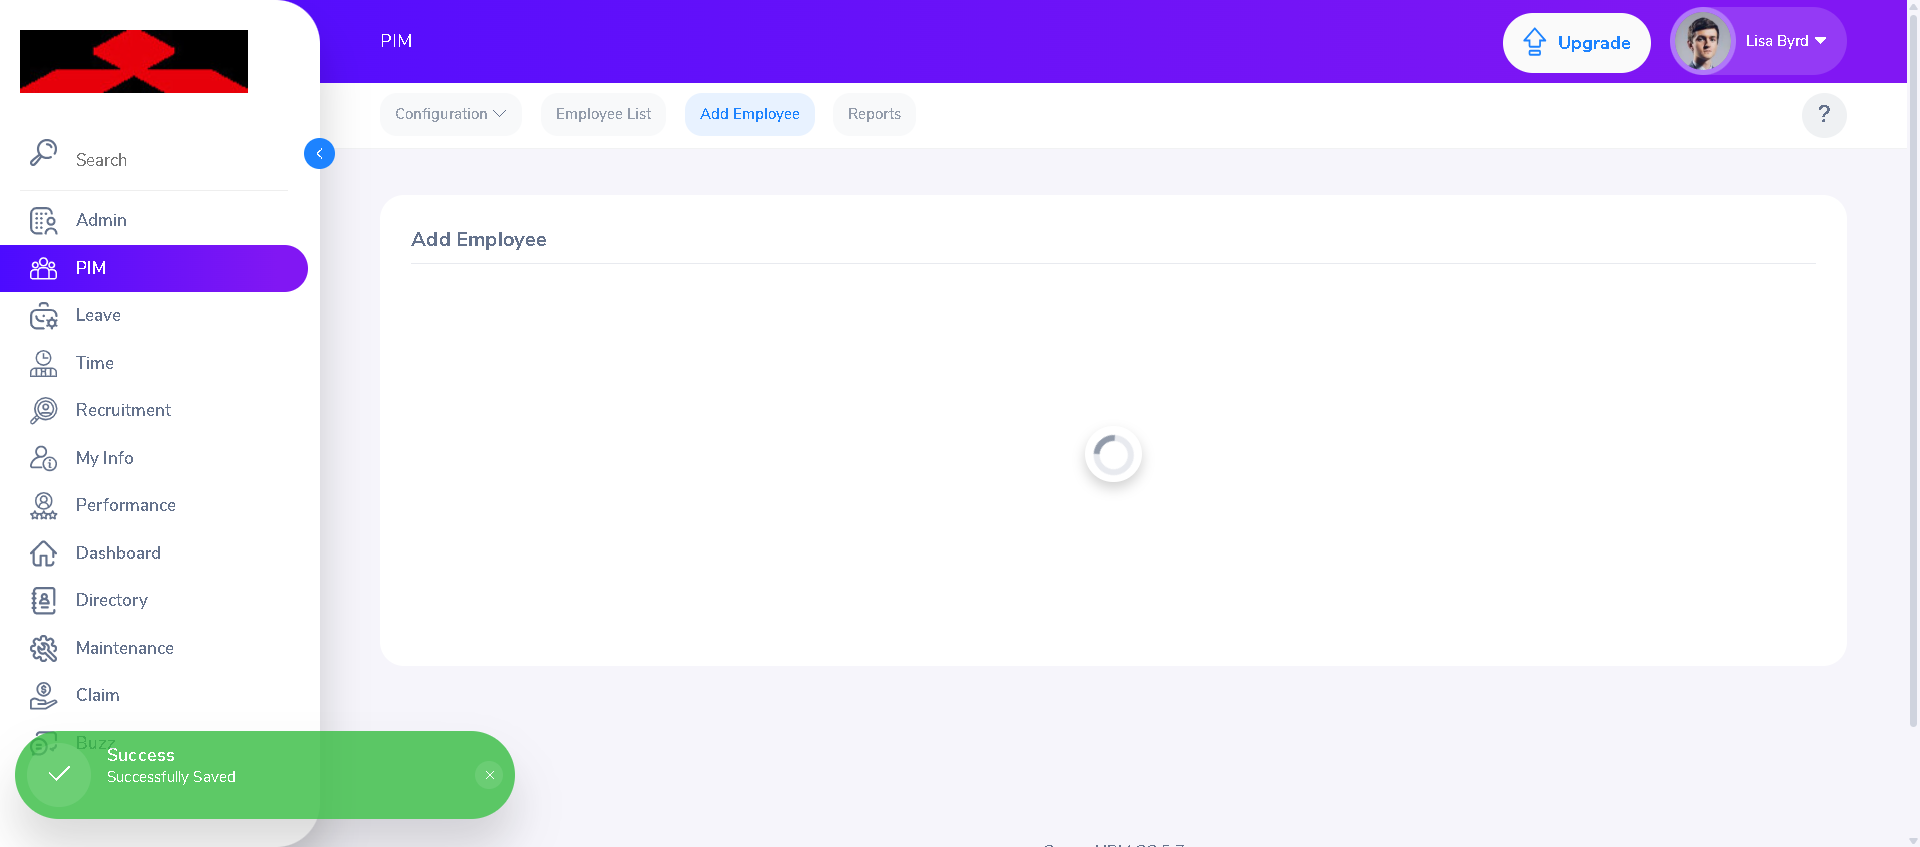 PIM
Upgrade
Lisa Byrd
Configuration
Employee List
Add Employee
Reports
?
Search
Admin
PIM
Leave
Time
Recruitment
My Info
Performance
Dashboard
Directory
Maintenance
Claim
Buzz
Add Employee
Success
Successfully Saved